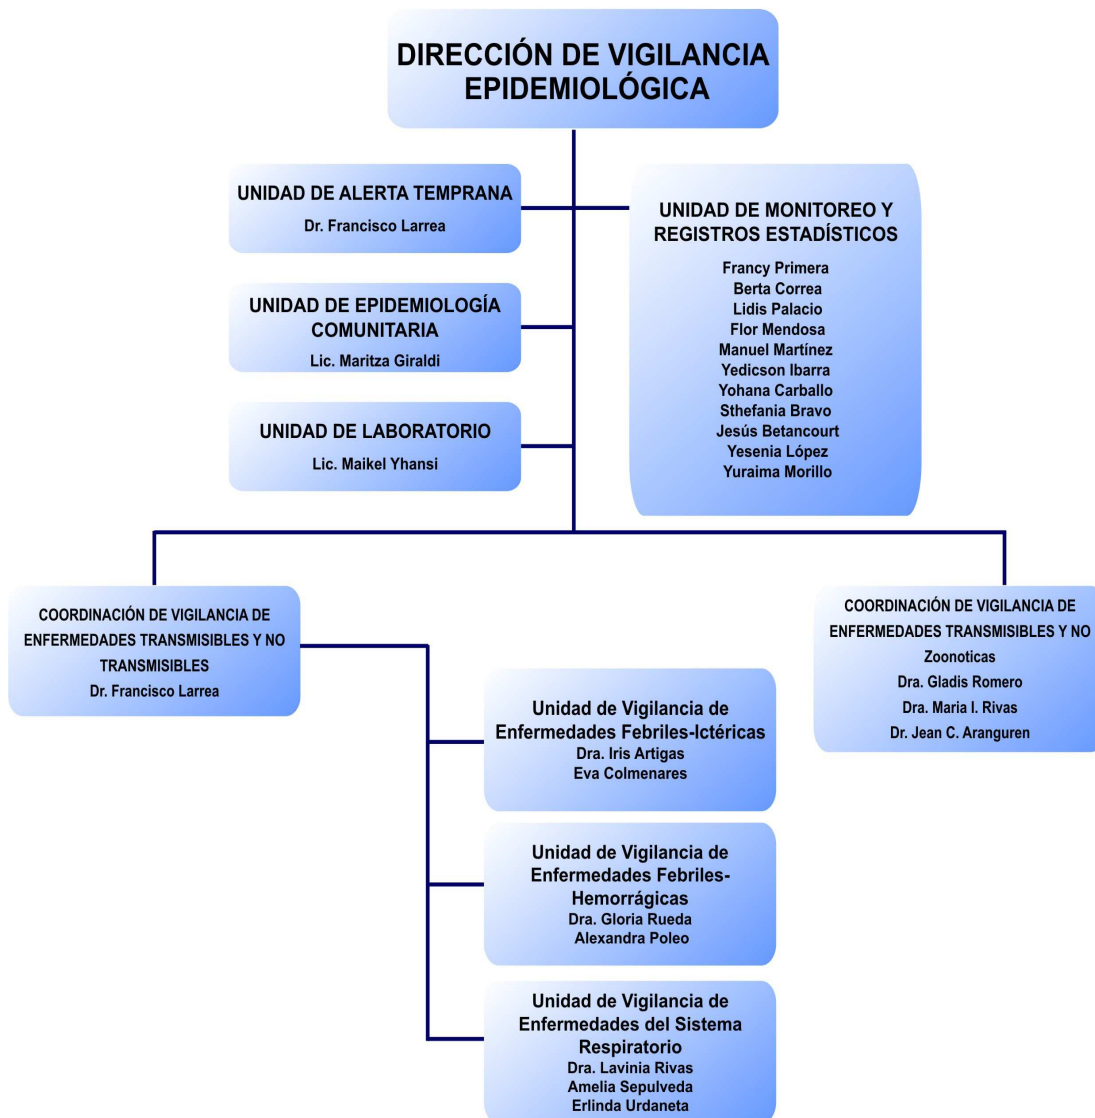 DIRECCIÓN DE VIGILANCIA
EPIDEMIOLÓGICA
UNIDAD DE ALERTA TEMPRANA
Dr. Francisco Larrea
UNIDAD DE MONITOREO Y
REGISTROS ESTADÍSTICOS
Francy Primera
Berta Correa
Lidis Palacio
Flor Mendosa
Manuel Martínez
Yedicson Ibarra
Yohana Carballo
Sthefania Bravo
Jesús Betancourt
Yesenia López
Yuraima Morillo
UNIDAD DE EPIDEMIOLOGÍA
COMUNITARIA
Lic. Maritza Giraldi
UNIDAD DE LABORATORIO
Lic. Maikel Yhansi
COORDINACIÓN DE VIGILANCIA DE
ENFERMEDADES TRANSMISIBLES Y NO
TRANSMISIBLES
Dr. Francisco Larrea
COORDINACIÓN DE VIGILANCIA DE
ENFERMEDADES TRANSMISIBLES Y NO
Zoonoticas
Dra. Gladis Romero
Dra. Maria I. Rivas
Dr. Jean C. Aranguren
Unidad de Vigilancia de
Enfermedades Febriles-Ictéricas
Dra. Iris Artigas
Eva Colmenares
Unidad de Vigilancia de
Enfermedades Febriles-
Hemorrágicas
Dra. Gloria Rueda
Alexandra Poleo
Unidad de Vigilancia de
Enfermedades del Sistema
Respiratorio
Dra. Lavinia Rivas
Amelia Sepulveda
Erlinda Urdaneta